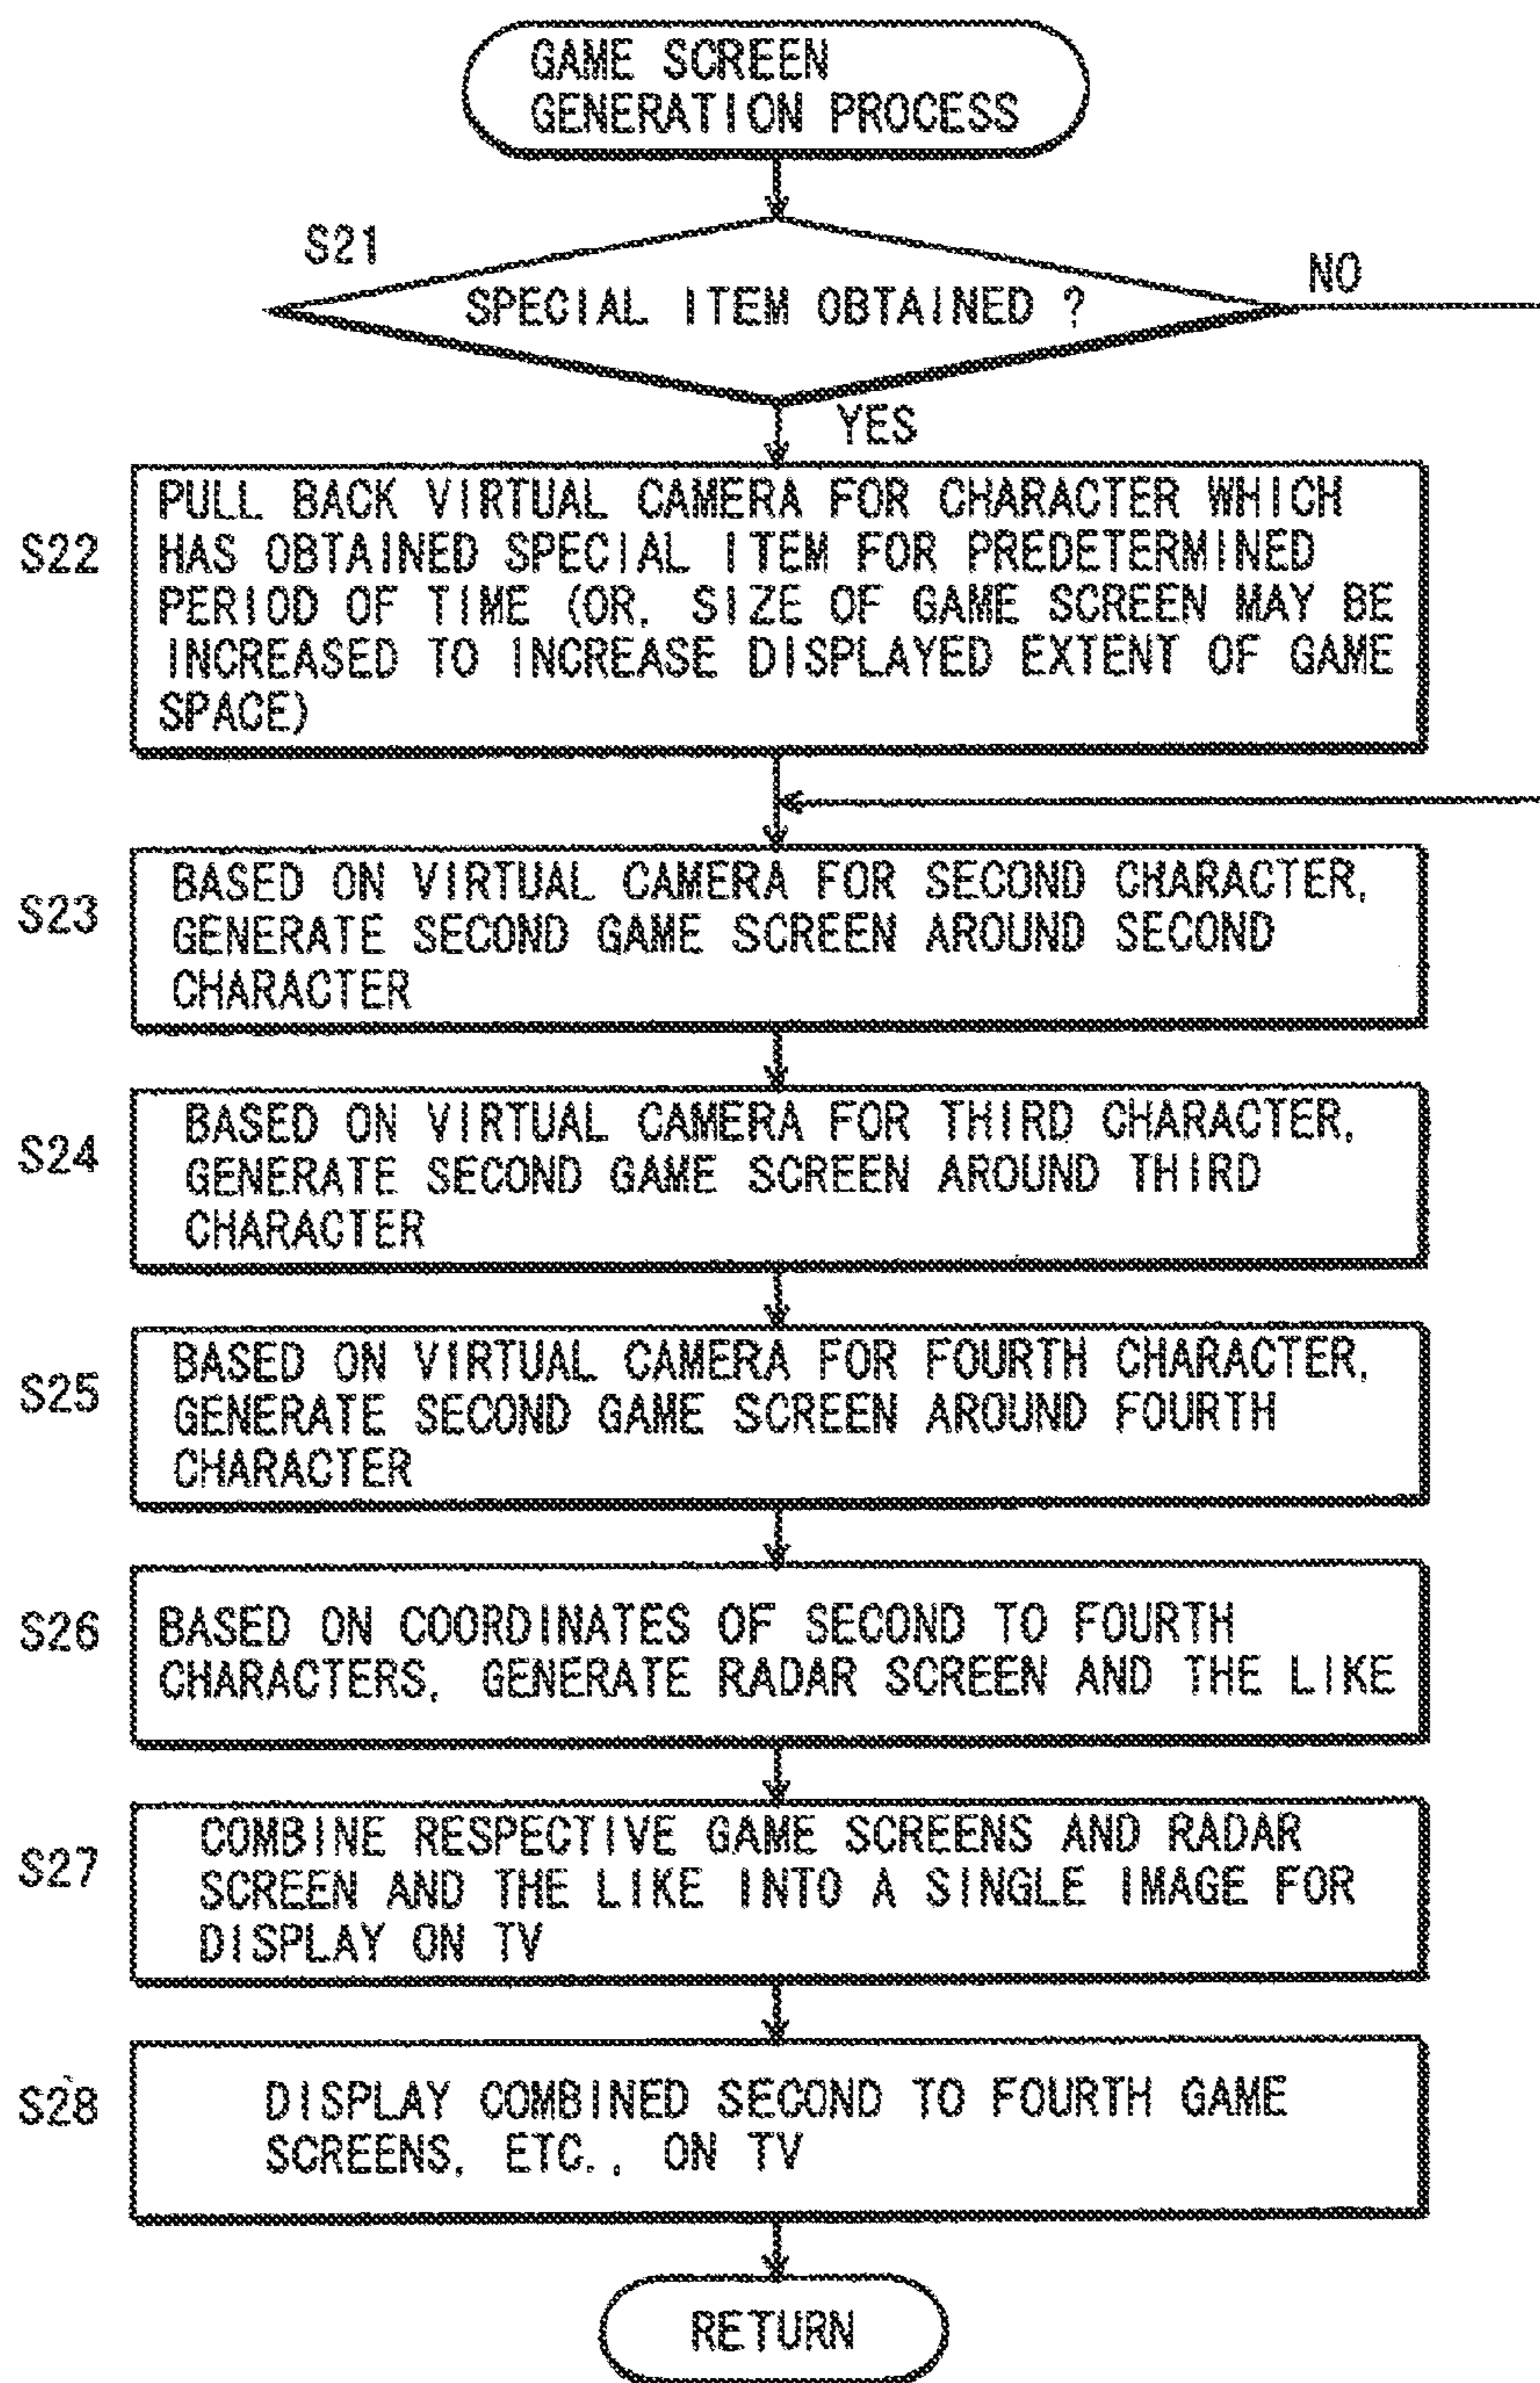 GAME SCREEN
GENERATION PROCESS
S21
SPECIAL ITEM OBTAINED ?
NO
YES
S22
PULL BACK VIRTUAL CAMERA FOR CHARACTER WHICH
HAS OBTAINED SPECIAL ITEM FOR PREDETERMINED
PERIOD OF TIME (OR, SIZE OF GAME SCREEN MAY BE
INCREASED TO INCREASE DISPLAYED EXTENT OF GAME
SPACE)
S23
BASED ON VIRTUAL CAMERA FOR SECOND CHARACTER,
GENERATE SECOND GAME SCREEN AROUND SECOND
CHARACTER
S24
BASED ON VIRTUAL CAMERA FOR THIRD CHARACTER,
GENERATE SECOND GAME SCREEN AROUND THIRD
CHARACTER
S25
BASED ON VIRTUAL CAMERA FOR FOURTH CHARACTER,
GENERATE SECOND GAME SCREEN AROUND FOURTH
CHARACTER
S26
BASED ON COORDINATES OF SECOND TO FOURTH
CHARACTERS, GENERATE RADAR SCREEN AND THE LIKE
S27
COMBINE RESPECTIVE GAME SCREENS AND RADAR
SCREEN AND THE LIKE INTO A SINGLE IMAGE FOR
DISPLAY ON TV
S28
DISPLAY COMBINED SECOND TO FOURTH GAME
SCREENS, ETC., ON TV
RETURN